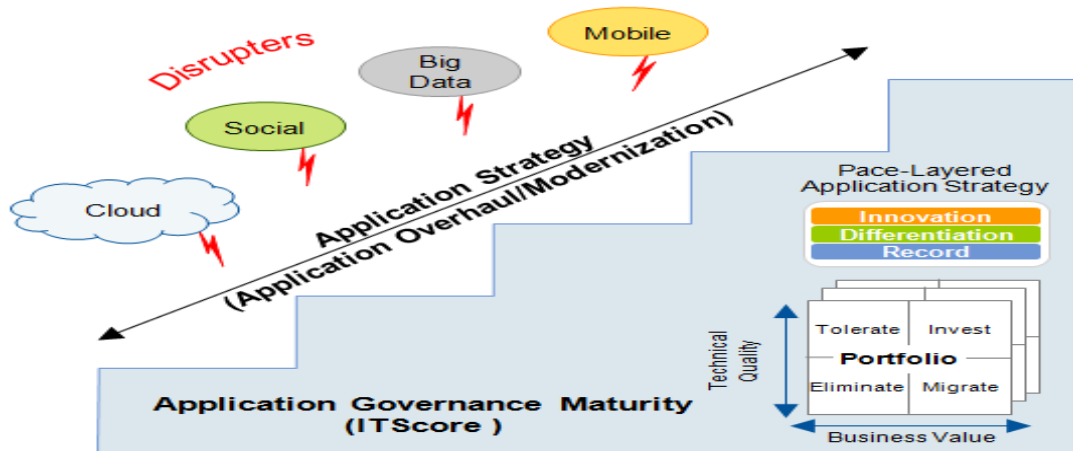 Disrupters
Mobile
Big
Data
Social
Cloud
Application Strategy
(Application Overhaul/Modernization)
Pace-Layered
Application Strategy
Innovation
Differentiation
Record
Technical
Quality
Tolerate
Invest
Portfolio
Eliminate
Migrate
Business Value
Application Governance Maturity
(ITScore )